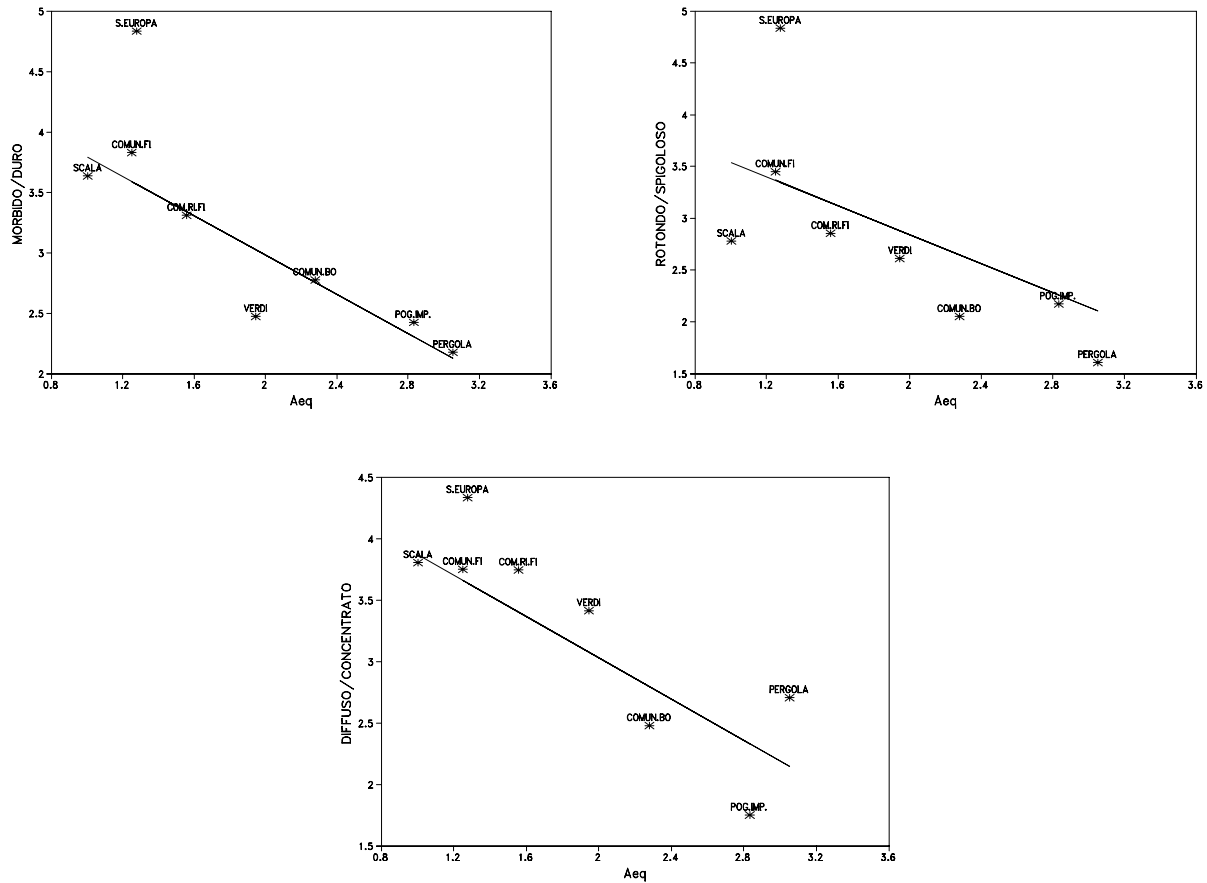 5
4.5
4
3.5
3
2.5
2
0.8
1.2
1.6
2
2.4
2.8
3.2
3.6
MORBIDO/DURO
Aeq
S.EUROPA
COMUN.FI
SCALA
COM.RI.FI
COMUN.BO
VERDI
POG.IMP.
PERGOLA
5
4.5
4
3.5
3
2.5
2
1.5
0.8
1.2
1.6
2
2.4
2.8
3.2
3.6
ROTONDO/SPIGOLOSO
Aeq
S.EUROPA
COMUN.FI
SCALA
COM.RI.FI
VERDI
COMUN.BO
POG.IMP.
PERGOLA
4.5
4
3.5
3
2.5
2
1.5
0.8
1.2
1.6
2
2.4
2.8
3.2
3.6
DIFFUSO/CONCENTRATO
Aeq
S.EUROPA
SCALA
COMUN.FI
COM.RI.FI
VERDI
PERGOLA
COMUN.BO
POG.IMP.